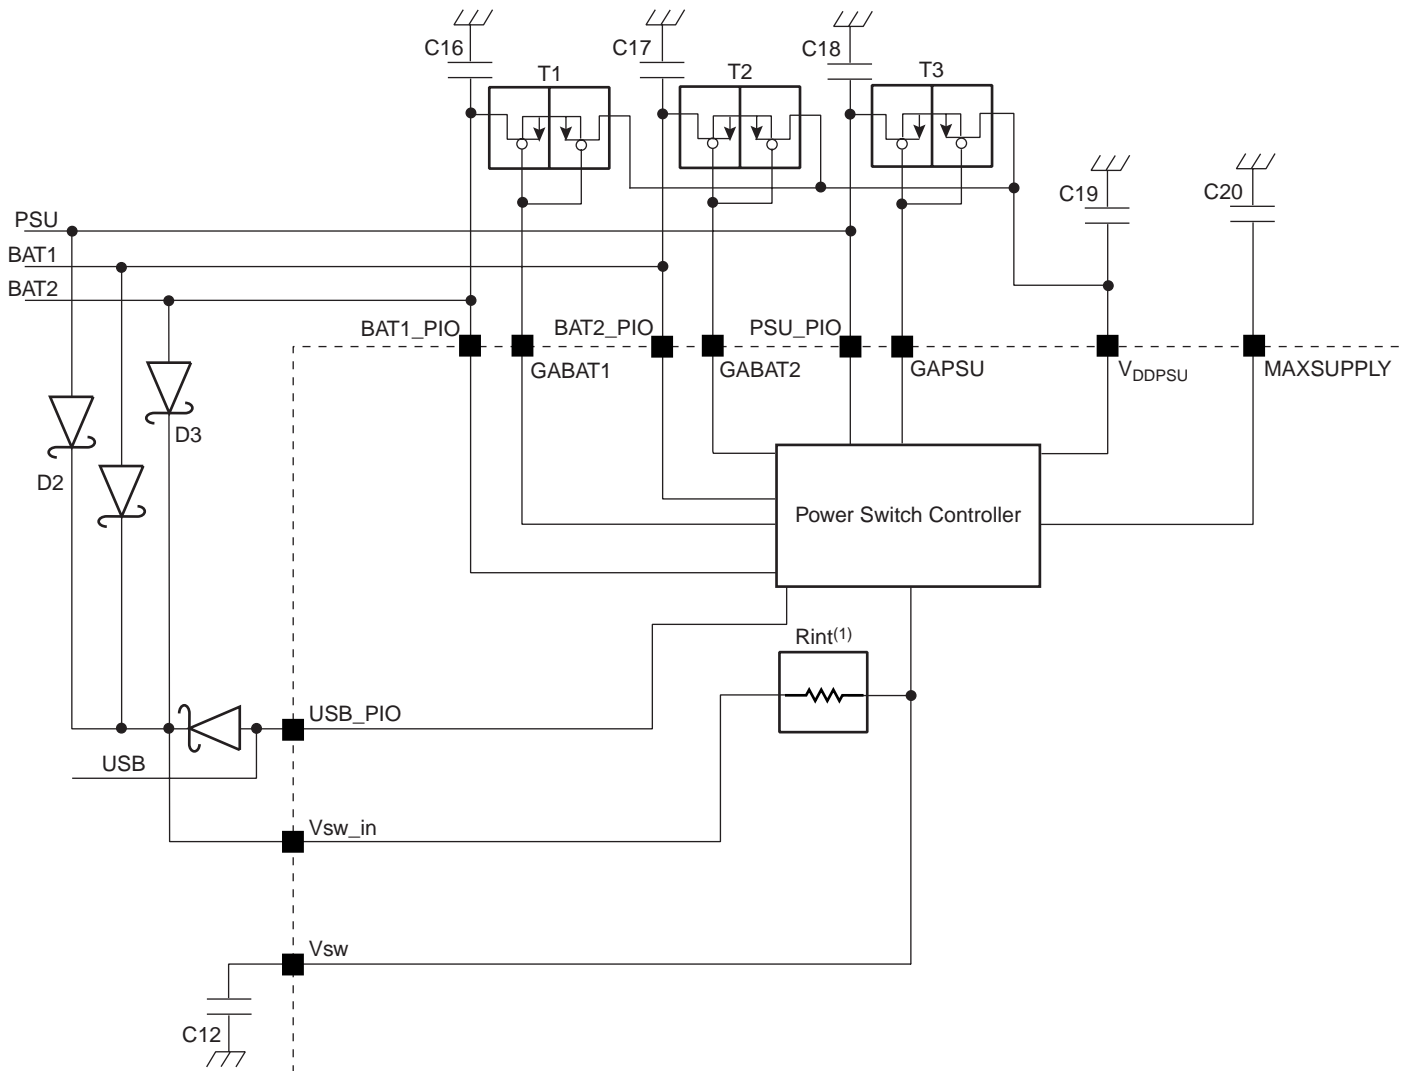 C16
C17
C18
T1
T2
T3
C19
C20
PSU
BAT1
BAT2
BAT1_PIO
BAT2_PIO
PSU_PIO
GABAT1
GABAT2
GAPSU
VDDPSU
MAXSUPPLY
D3
D2
Power Switch Controller
Rint(1)
USB_PIO
USB
Vsw_in
Vsw
C12